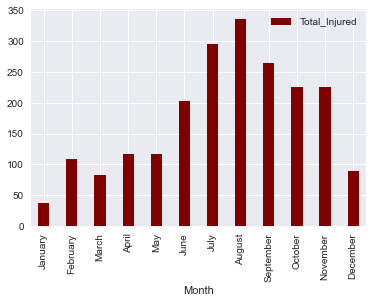 350
300
250
200
150
100
50
0
Total_Injured
January
February
March
April
May
June
July
August
September
October
November
December
Month